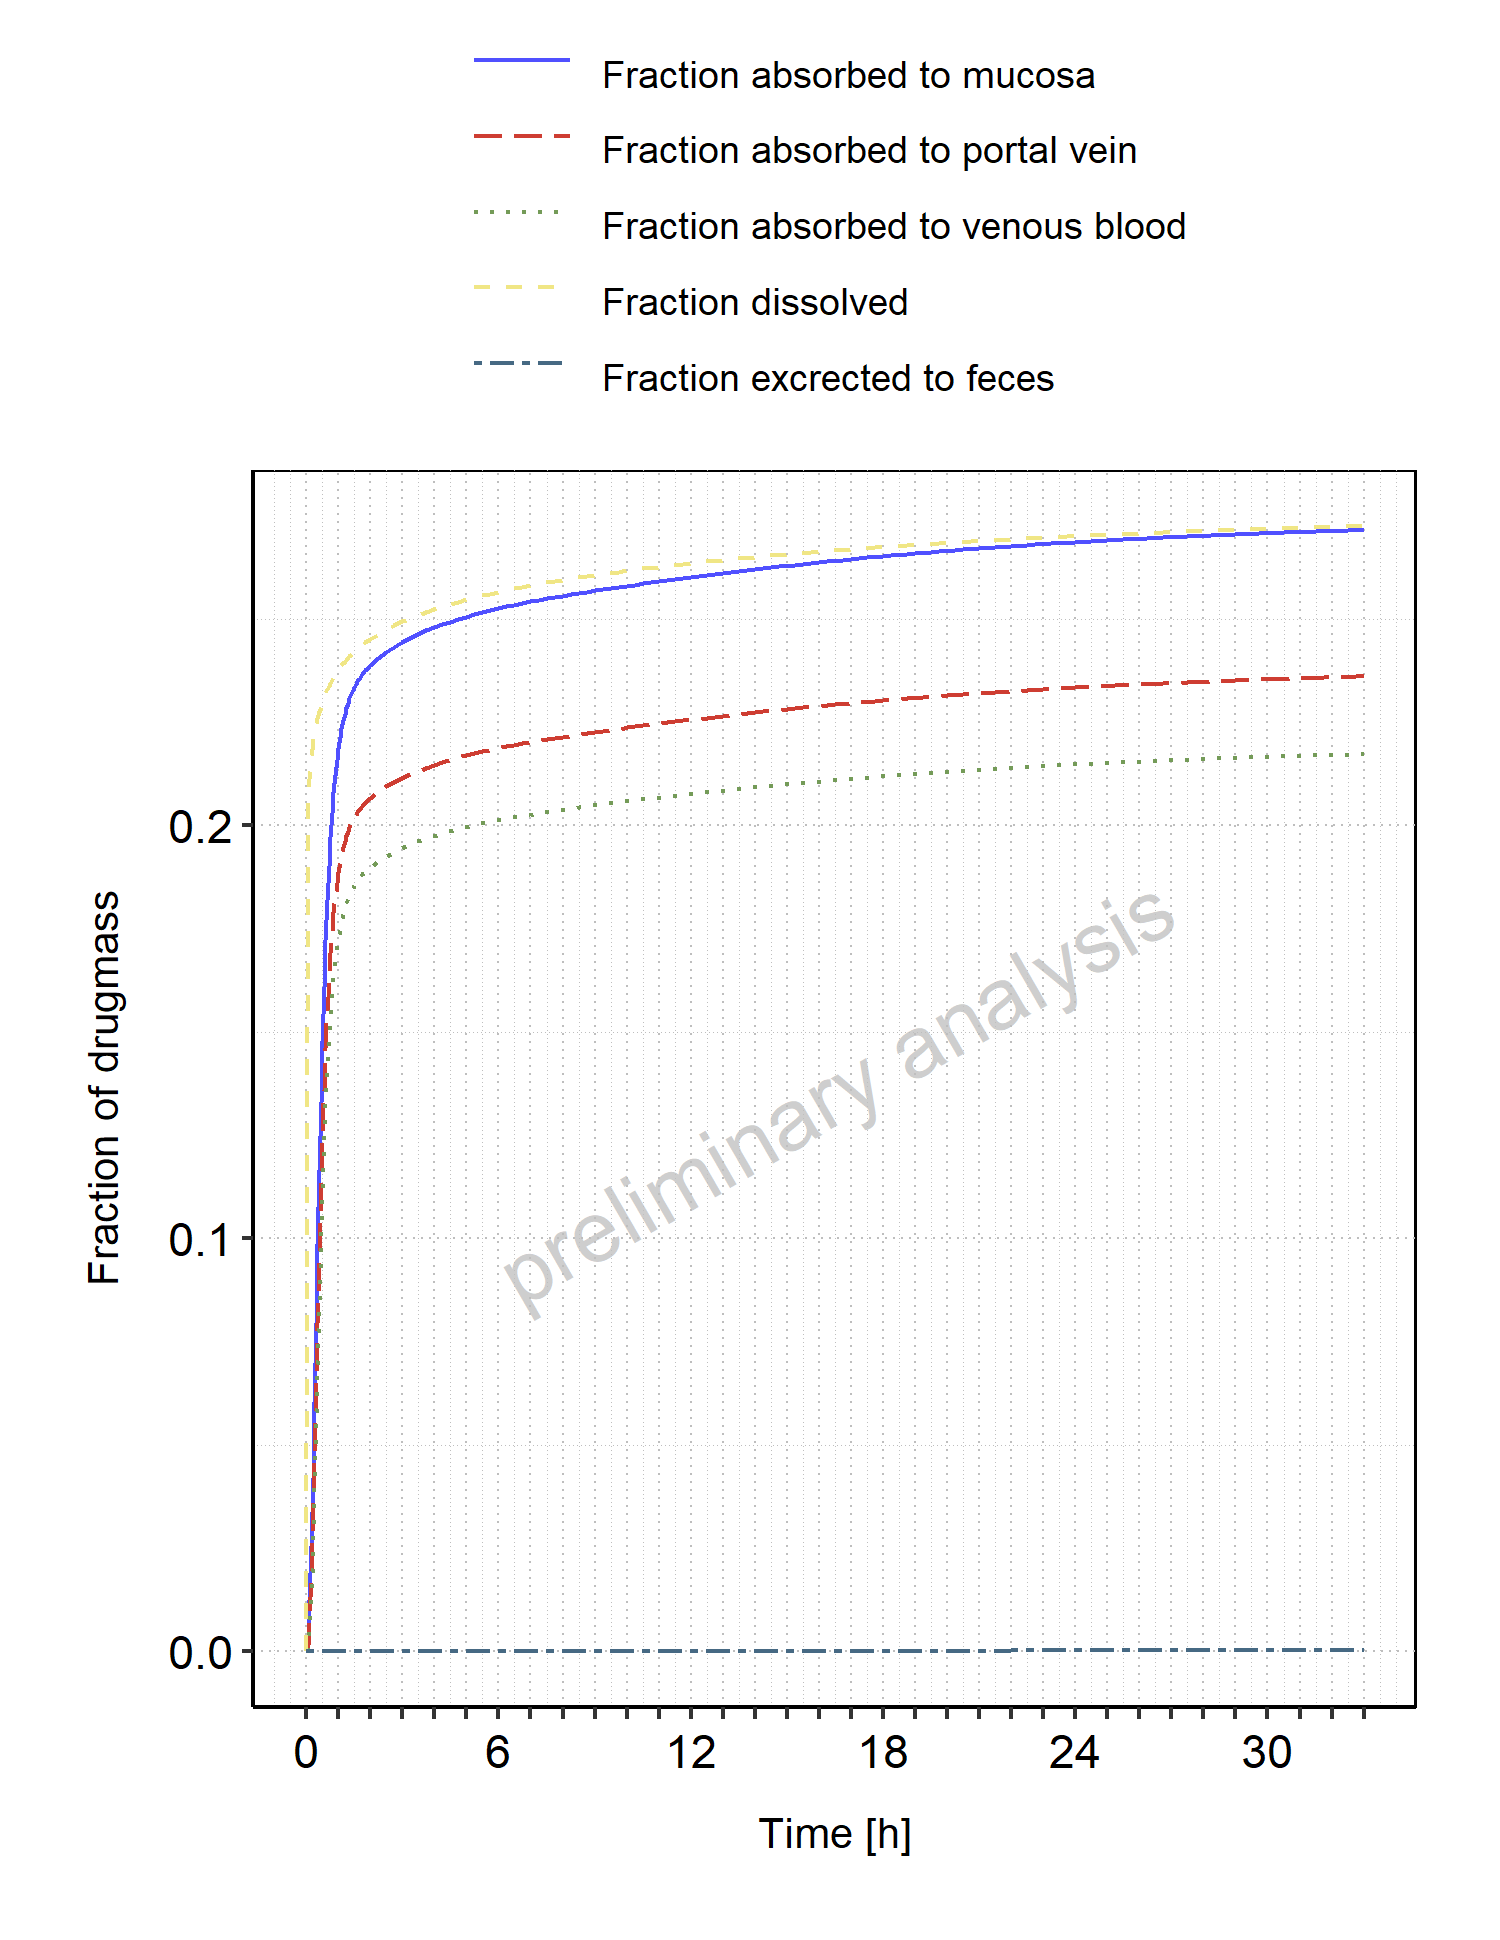 Fraction absorbed to mucosa
Fraction absorbed to portal vein
Fraction absorbed to venous blood
Fraction dissolved
Fraction excrected to feces
0.2
0.1
0.0
Fraction of drugmass
preliminary analysis
0 6 12 18 24 30
Time [h]